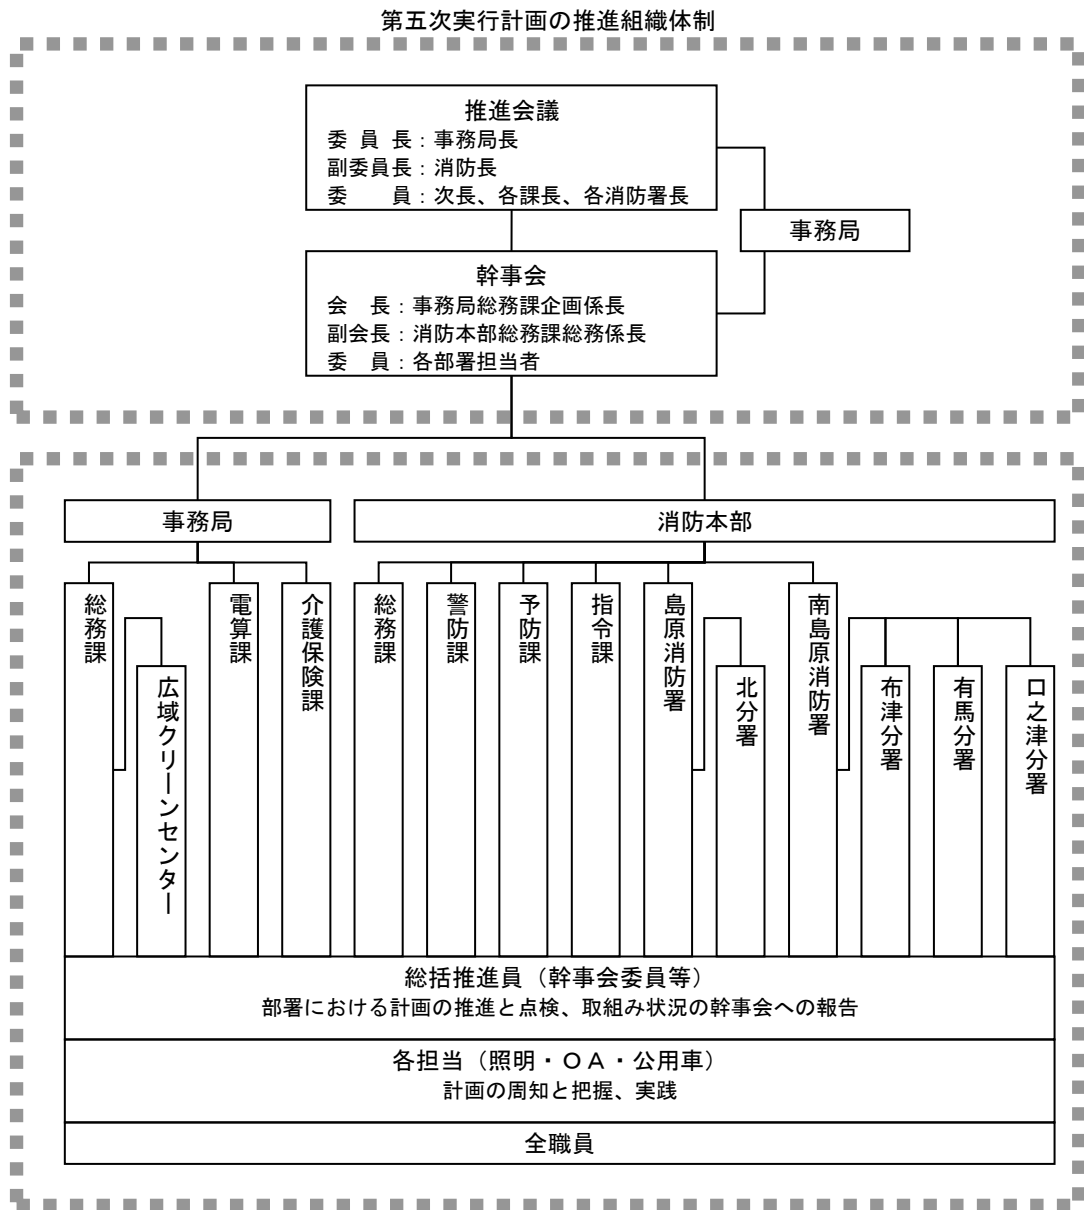 第五次実行計画の推進組織体制
推進会議
委員長：事務局長
副委員長：消防長
委　　員：次長、各課長、各消防署長
事務局
幹事会
会　長：事務局総務課企画係長
副会長：消防本部総務課総務係長
委　員：各部署担当者
事務局
消防本部
総務課
広域クリーンセンター
電算課
介護保険課
総務課
警防課
予防課
指令課
島原消防署
北分署
南島原消防署
布津分署
有馬分署
口之津分署
総括推進員（幹事会委員等）
部署における計画の推進と点検、取組み状況の幹事会への報告
各担当（照明・ＯＡ・公用車）
計画の周知と把握、実践
全職員